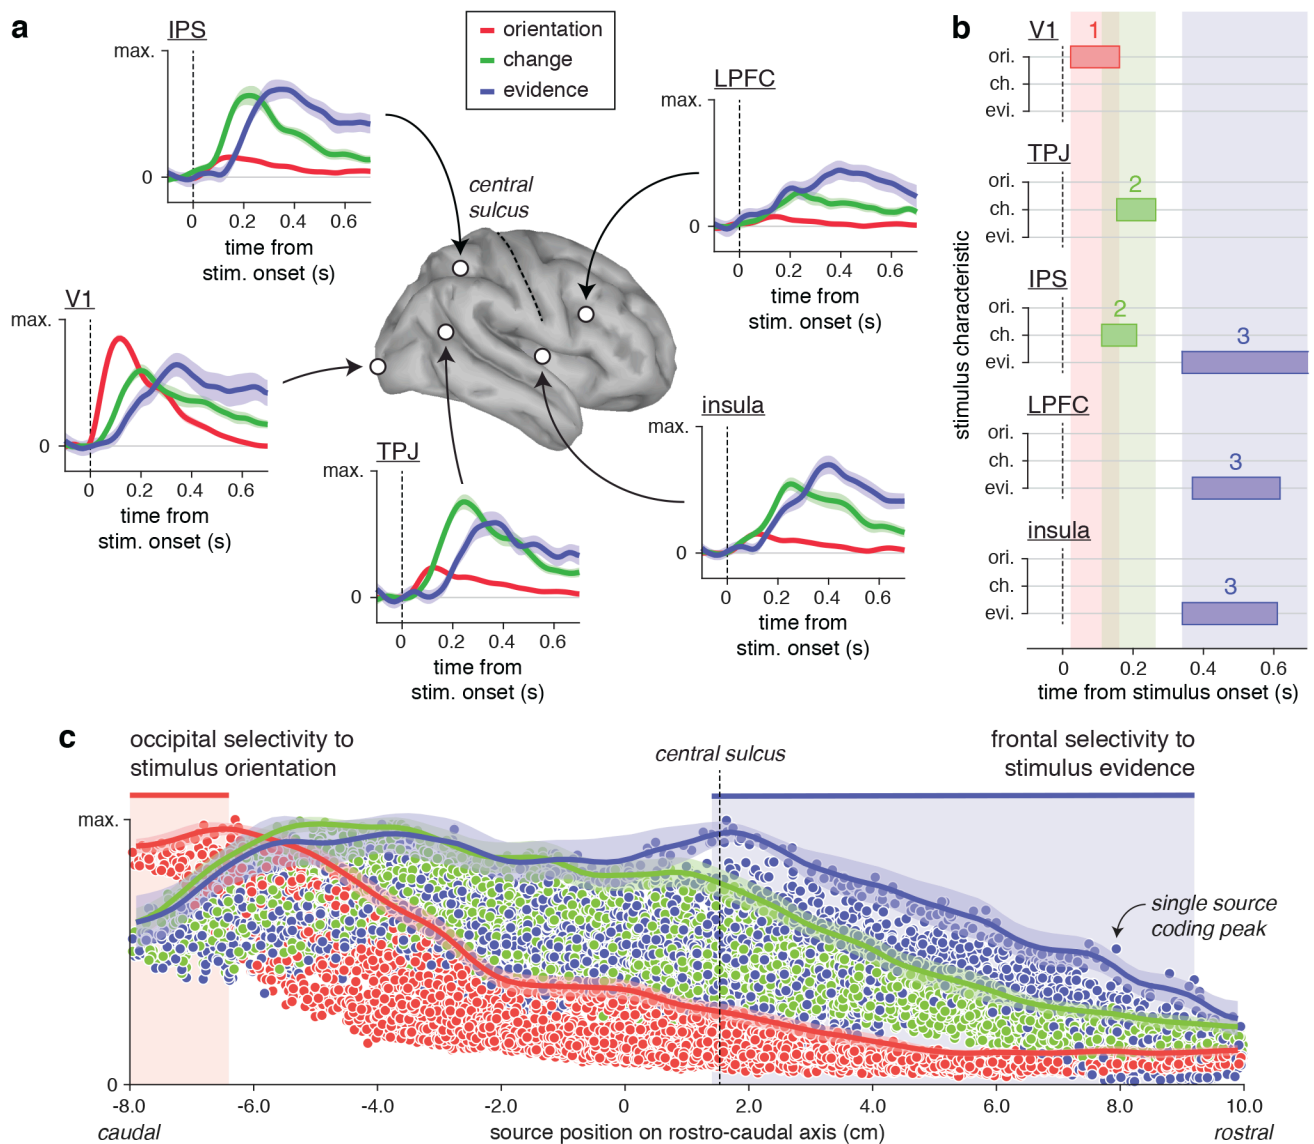 a
IPS
max.
0
0
0.2
0.4
0.6
time from
stim. onset (s)
orientation
change
evidence
central
sulcus
LPFC
max.
0
0
0.2
0.4
0.6
time from
stim. onset (s)
V1
max.
0
0
0.2
0.4
0.6
time from
stim. onset (s)
TPJ
max.
0
0
0.2
0.4
0.6
time from
stim. onset (s)
insula
max.
0
0
0.2
0.4
0.6
time from
stim. onset (s)
b
stimulus characteristic
V1
1
ori.
ch.
evi.
TPJ
ori.
2
ch.
evi.
IPS
ori.
2
ch.
3
evi.
LPFC
ori.
ch.
3
evi.
insula
ori.
ch.
3
evi.
0
0.2
0.4
0.6
time from stimulus onset (s)
c
occipital selectivity to
stimulus orientation
central sulcus
frontal selectivity to
stimulus evidence
max.
single source
coding peak
0
-8.0
-6.0
-4.0
-2.0
0
2.0
4.0
6.0
8.0
10.0
caudal
source position on rostro-caudal axis (cm)
rostral